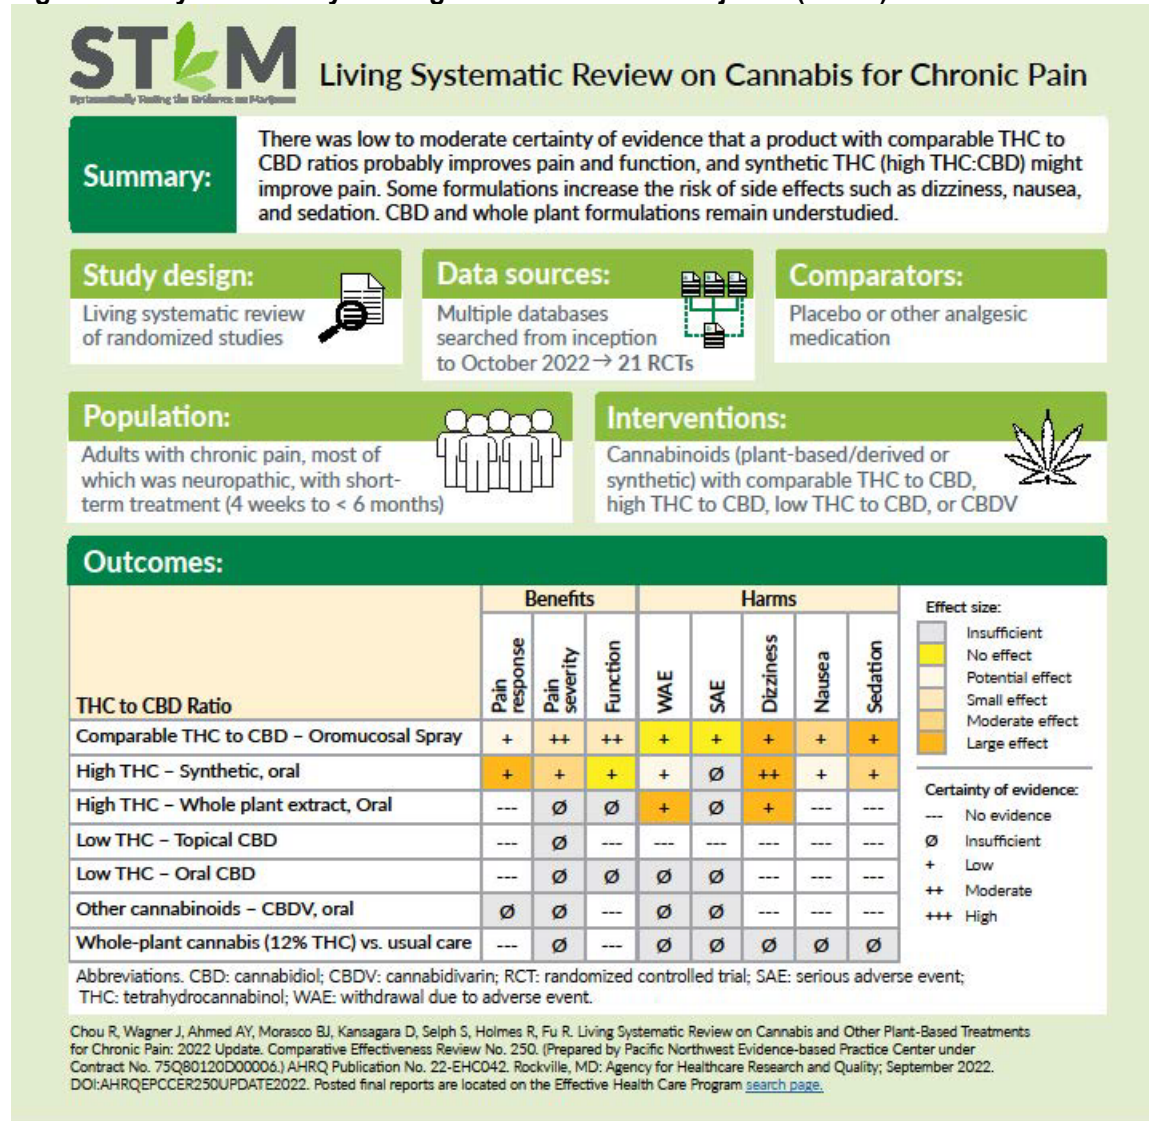 STEM
Systematically Testing the Evidence on Marijuana
Living Systematic Review on Cannabis for Chronic Pain
Summary:
There was low to moderate certainty of evidence that a product with comparable THC to
CBD ratios probably improves pain and function, and synthetic THC (high THC:CBD) might
improve pain. Some formulations increase the risk of side effects such as dizziness, nausea,
and sedation. CBD and whole plant formulations remain understudied.
Study design:
Living systematic review
of randomized studies
Data sources:
Multiple databases
searched from inception
to October 2022→ 21 RCTs
Comparators:
Placebo or other analgesic
medication
Population:
Adults with chronic pain, most of
which was neuropathic, with short-
term treatment (4 weeks to < 6 months)
Interventions:
Cannabinoids (plant-based/derived or
synthetic) with comparable THC to CBD,
high THC to CBD, low THC to CBD, or CBDV
Outcomes:
Benefits Harms
THC to CBD Ratio Pain response Pain severity Function WAE SAE Dizziness Nausea Sedation
Comparable THC to CBD – Oromucosal Spray + ++ ++ + + + + +
High THC – Synthetic, oral + + + + Ø ++ + +
High THC – Whole plant extract, Oral --- Ø Ø + Ø + --- ---
Low THC – Topical CBD --- Ø --- --- --- --- --- ---
Low THC – Oral CBD --- Ø Ø Ø Ø --- --- ---
Other cannabinoids – CBDV, oral Ø Ø --- Ø Ø --- --- ---
Whole-plant cannabis (12% THC) vs. usual care --- Ø --- Ø Ø Ø Ø Ø
Effect size:
Insufficient
No effect
Potential effect
Small effect
Moderate effect
Large effect
Certainty of evidence:
--- No evidence
Ø Insufficient
+ Low
++ Moderate
+++ High
Abbreviations. CBD: cannabidiol; CBDV: cannabidivarin; RCT: randomized controlled trial; SAE: serious adverse event;
THC: tetrahydrocannabinol; WAE: withdrawal due to adverse event.
Chou R, Wagner J, Ahmed AY, Morasco BJ, Kansagara D, Selph S, Holmes R, Fu R. Living Systematic Review on Cannabis and Other Plant-Based Treatments
for Chronic Pain: 2022 Update. Comparative Effectiveness Review No. 250. (Prepared by Pacific Northwest Evidence-based Practice Center under
Contract No. 75Q80120D00006.) AHRQ Publication No. 22-EHC042. Rockville, MD: Agency for Healthcare Research and Quality; September 2022.
DOI:AHRQEPCCER250UPDATE2022. Posted final reports are located on the Effective Health Care Program search page.